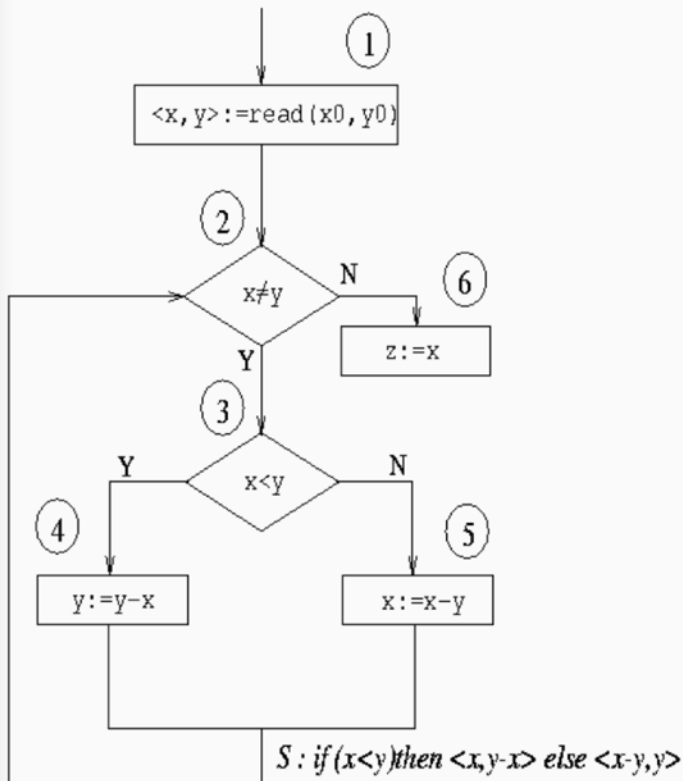 1
<x,y>:=read(x0,y0)
2
x≠y
N
6
z:=x
Y
3
x<y
Y
N
4
5
y:=y-x
x:=x-y
S : if (x<y)then <x,y-x> else <x-y,y>